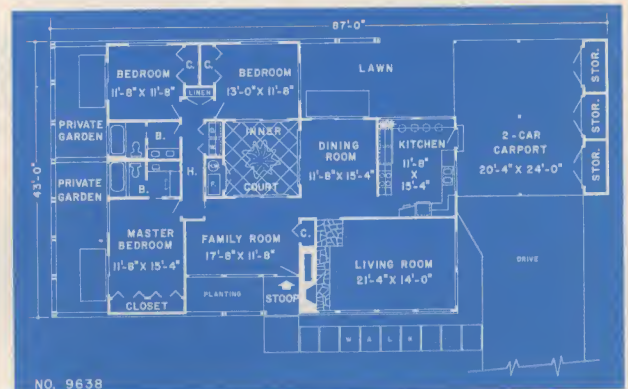 87'-0"
43'-0"
BEDROOM
11'-8" X 11'-8"
C.
C.
LINEN
BEDROOM
13'-0" X 11'-8"
LAWN
STOR.
STOR.
STOR.
2-CAR
CARPORT
20'-4" X 24'-0"
PRIVATE
GARDEN
B.
INNER
COURT
DINING
ROOM
11'-8" X 15'-4"
KITCHEN
11'-8"
X
15'-4"
PRIVATE
GARDEN
B.
H.
F.
MASTER
BEDROOM
11'-8" X 15'-4"
CLOSET
FAMILY ROOM
17'-8" X 11'-8"
C.
LIVING ROOM
21'-4" X 14'-0"
DRIVE
PLANTING
STOOP
WALK
NO. 9638